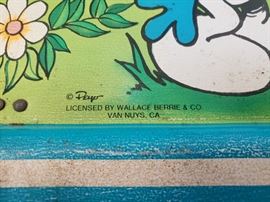 © Peyo
LICENSED BY WALLACE BERRIE & CO.
VAN NUYS, CA